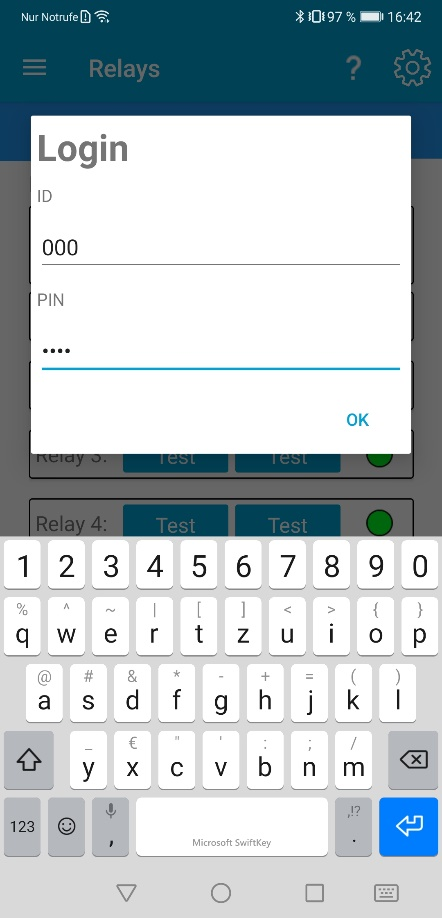 Nur Notrufe 97 % 16:42
Relays ?
Login
ID
000
PIN
••••
OK
Relay 3: Test Test
Relay 4: Test Test
1 2 3 4 5 6 7 8 9 0
% ^ ~ | [ ] < > { }
q w e r t z u i o p
@ # & * - + = ( )
a s d f g h j k l
_ € " ' : ; /
y x c v b n m
,!?
123 , Microsoft SwiftKey .